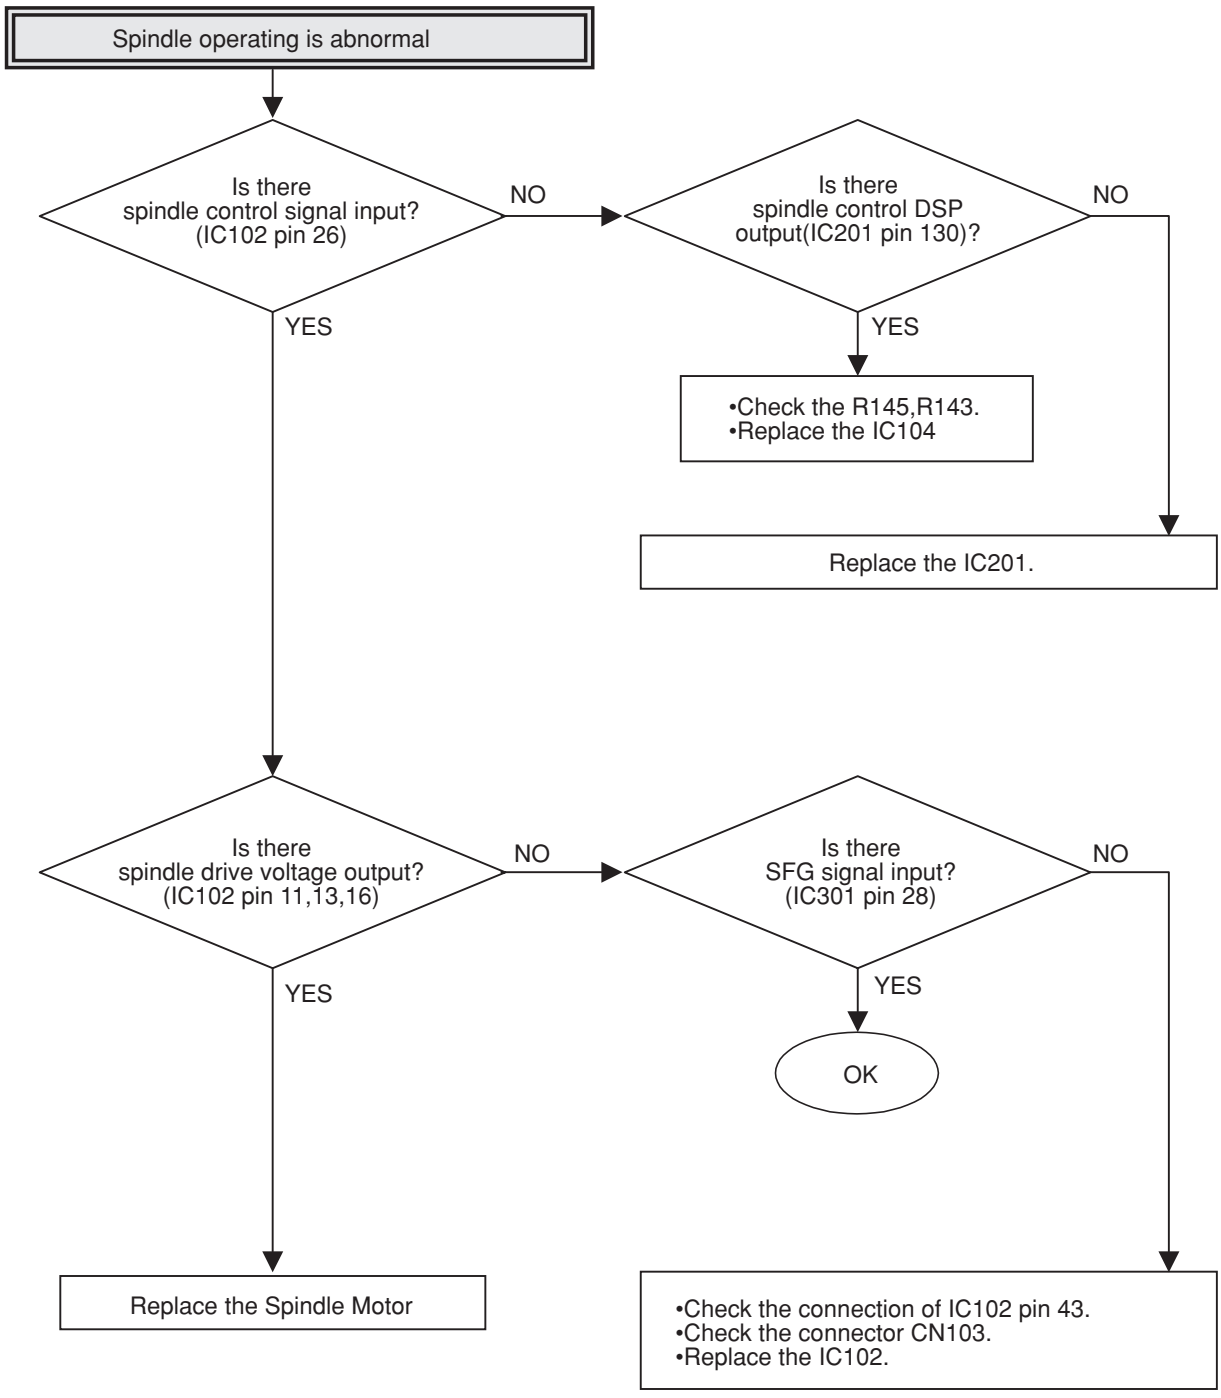 Spindle operating is abnormal
Is there
spindle control signal input?
(IC102 pin 26)
NO
YES
Is there
spindle control DSP
output(IC201 pin 130)?
NO
YES
•Check the R145,R143.
•Replace the IC104
Replace the IC201.
Is there
spindle drive voltage output?
(IC102 pin 11,13,16)
NO
YES
Is there
SFG signal input?
(IC301 pin 28)
NO
YES
OK
Replace the Spindle Motor
•Check the connection of IC102 pin 43.
•Check the connector CN103.
•Replace the IC102.